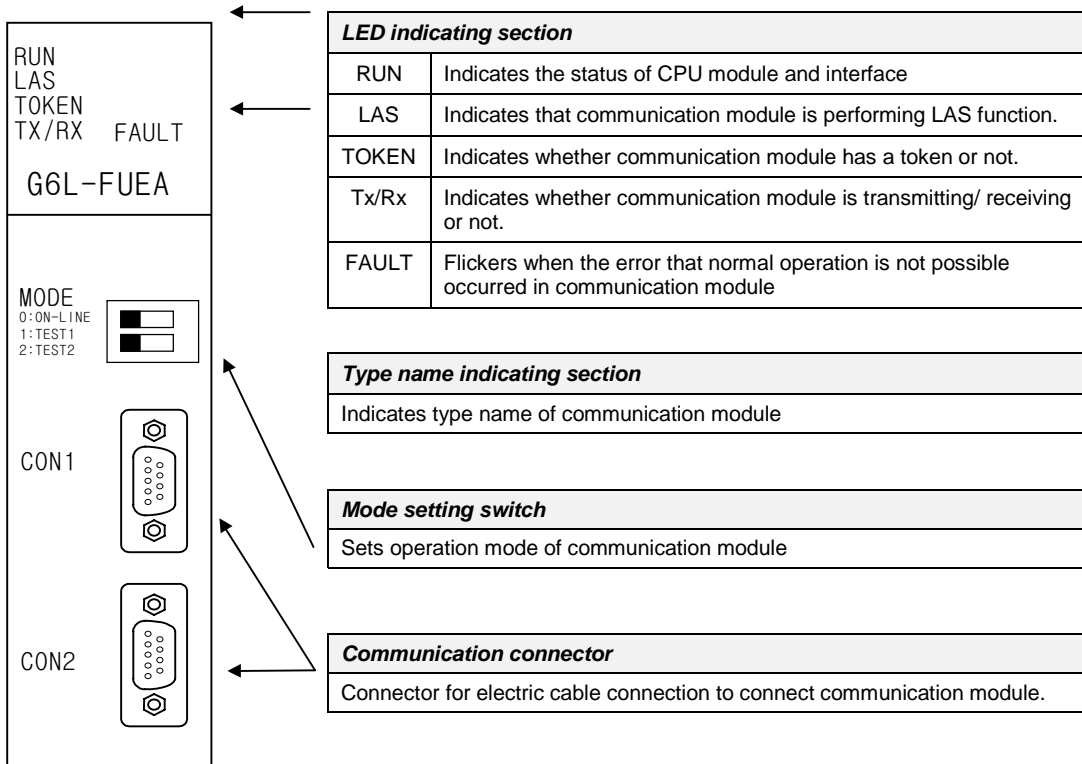 RUN
LAS
TOKEN
TX/RX FAULT
G6L-FUEA
MODE
0:ON-LINE
1:TEST1
2:TEST2
CON1
CON2
LED indicating section
RUN Indicates the status of CPU module and interface
LAS Indicates that communication module is performing LAS function.
TOKEN Indicates whether communication module has a token or not.
Tx/Rx Indicates whether communication module is transmitting/ receiving
or not.
FAULT Flickers when the error that normal operation is not possible
occurred in communication module
Type name indicating section
Indicates type name of communication module
Mode setting switch
Sets operation mode of communication module
Communication connector
Connector for electric cable connection to connect communication module.